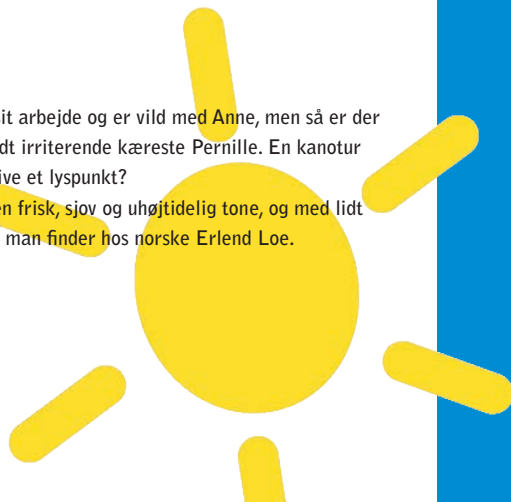 it arbejde og er vild med Anne, men så er der
dt irriterende kæreste Pernille. En kanotur
ive et lyspunkt?
en frisk, sjov og uhøjtidelig tone, og med lidt
man finder hos norske Erlend Loe.